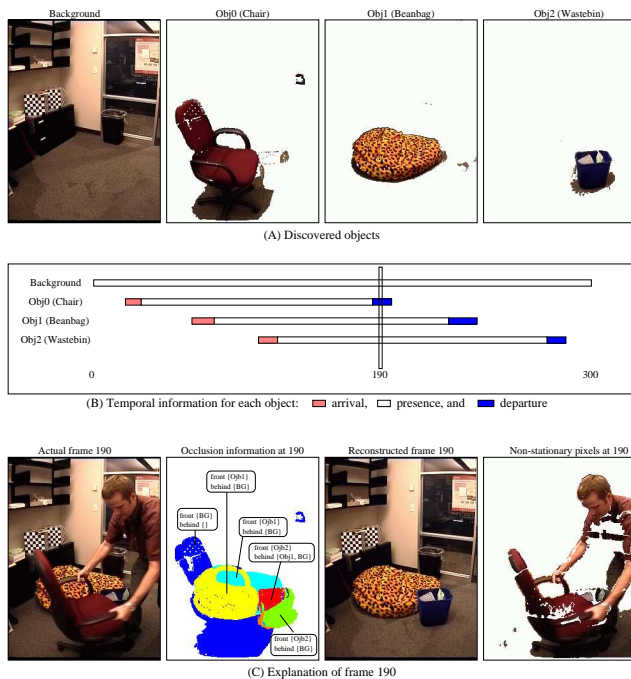 Background
Obj0 (Chair)
Obj1 (Beanbag)
Obj2 (Wastebin)
(A) Discovered objects
Background
Obj0 (Chair)
Obj1 (Beanbag)
Obj2 (Wastebin)
0
190
300
(B) Temporal information for each object:
arrival,
presence, and
departure
Actual frame 190
Occlusion information at 190
Reconstructed frame 190
Non-stationary pixels at 190
front {Ojb1}
behind {BG}
front {BG}
behind {}
front {Ojb1}
behind {BG}
front {Ojb2}
behind {Obj1, BG}
front {Ojb2}
behind {BG}
(C) Explanation of frame 190